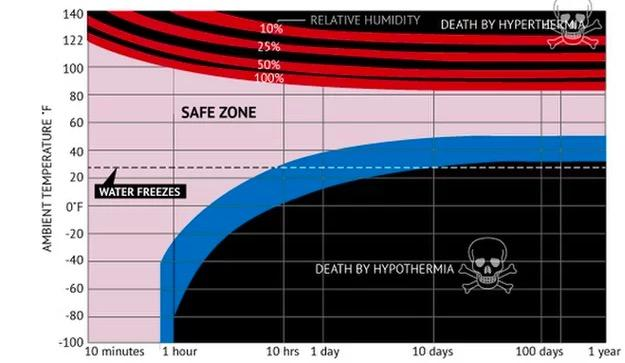 140
122
100
80
60
40
20
0°F
-20
-40
-60
-80
-100
AMBIENT TEMPERATURE °F
RELATIVE HUMIDITY
10%
25%
50%
100%
DEATH BY HYPERTHERMIA
SAFE ZONE
WATER FREEZES
DEATH BY HYPOTHERMIA
10 minutes
1 hour
10 hrs
1 day
10 days
100 days
1 year